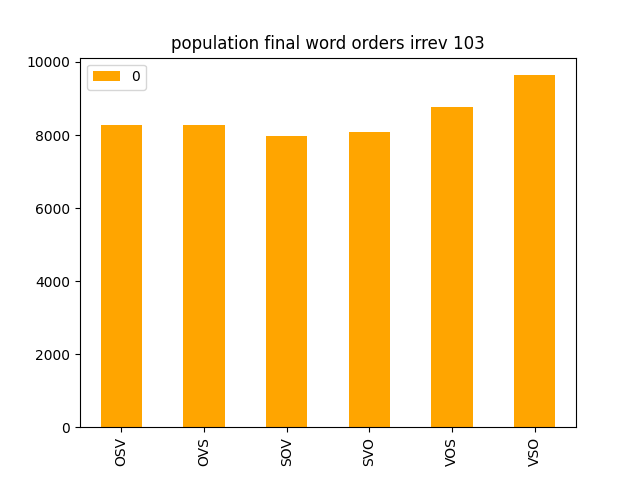 population final word orders irrev 103
0
10000
8000
6000
4000
2000
0
OSV
OVS
SOV
SVO
VOS
VSO